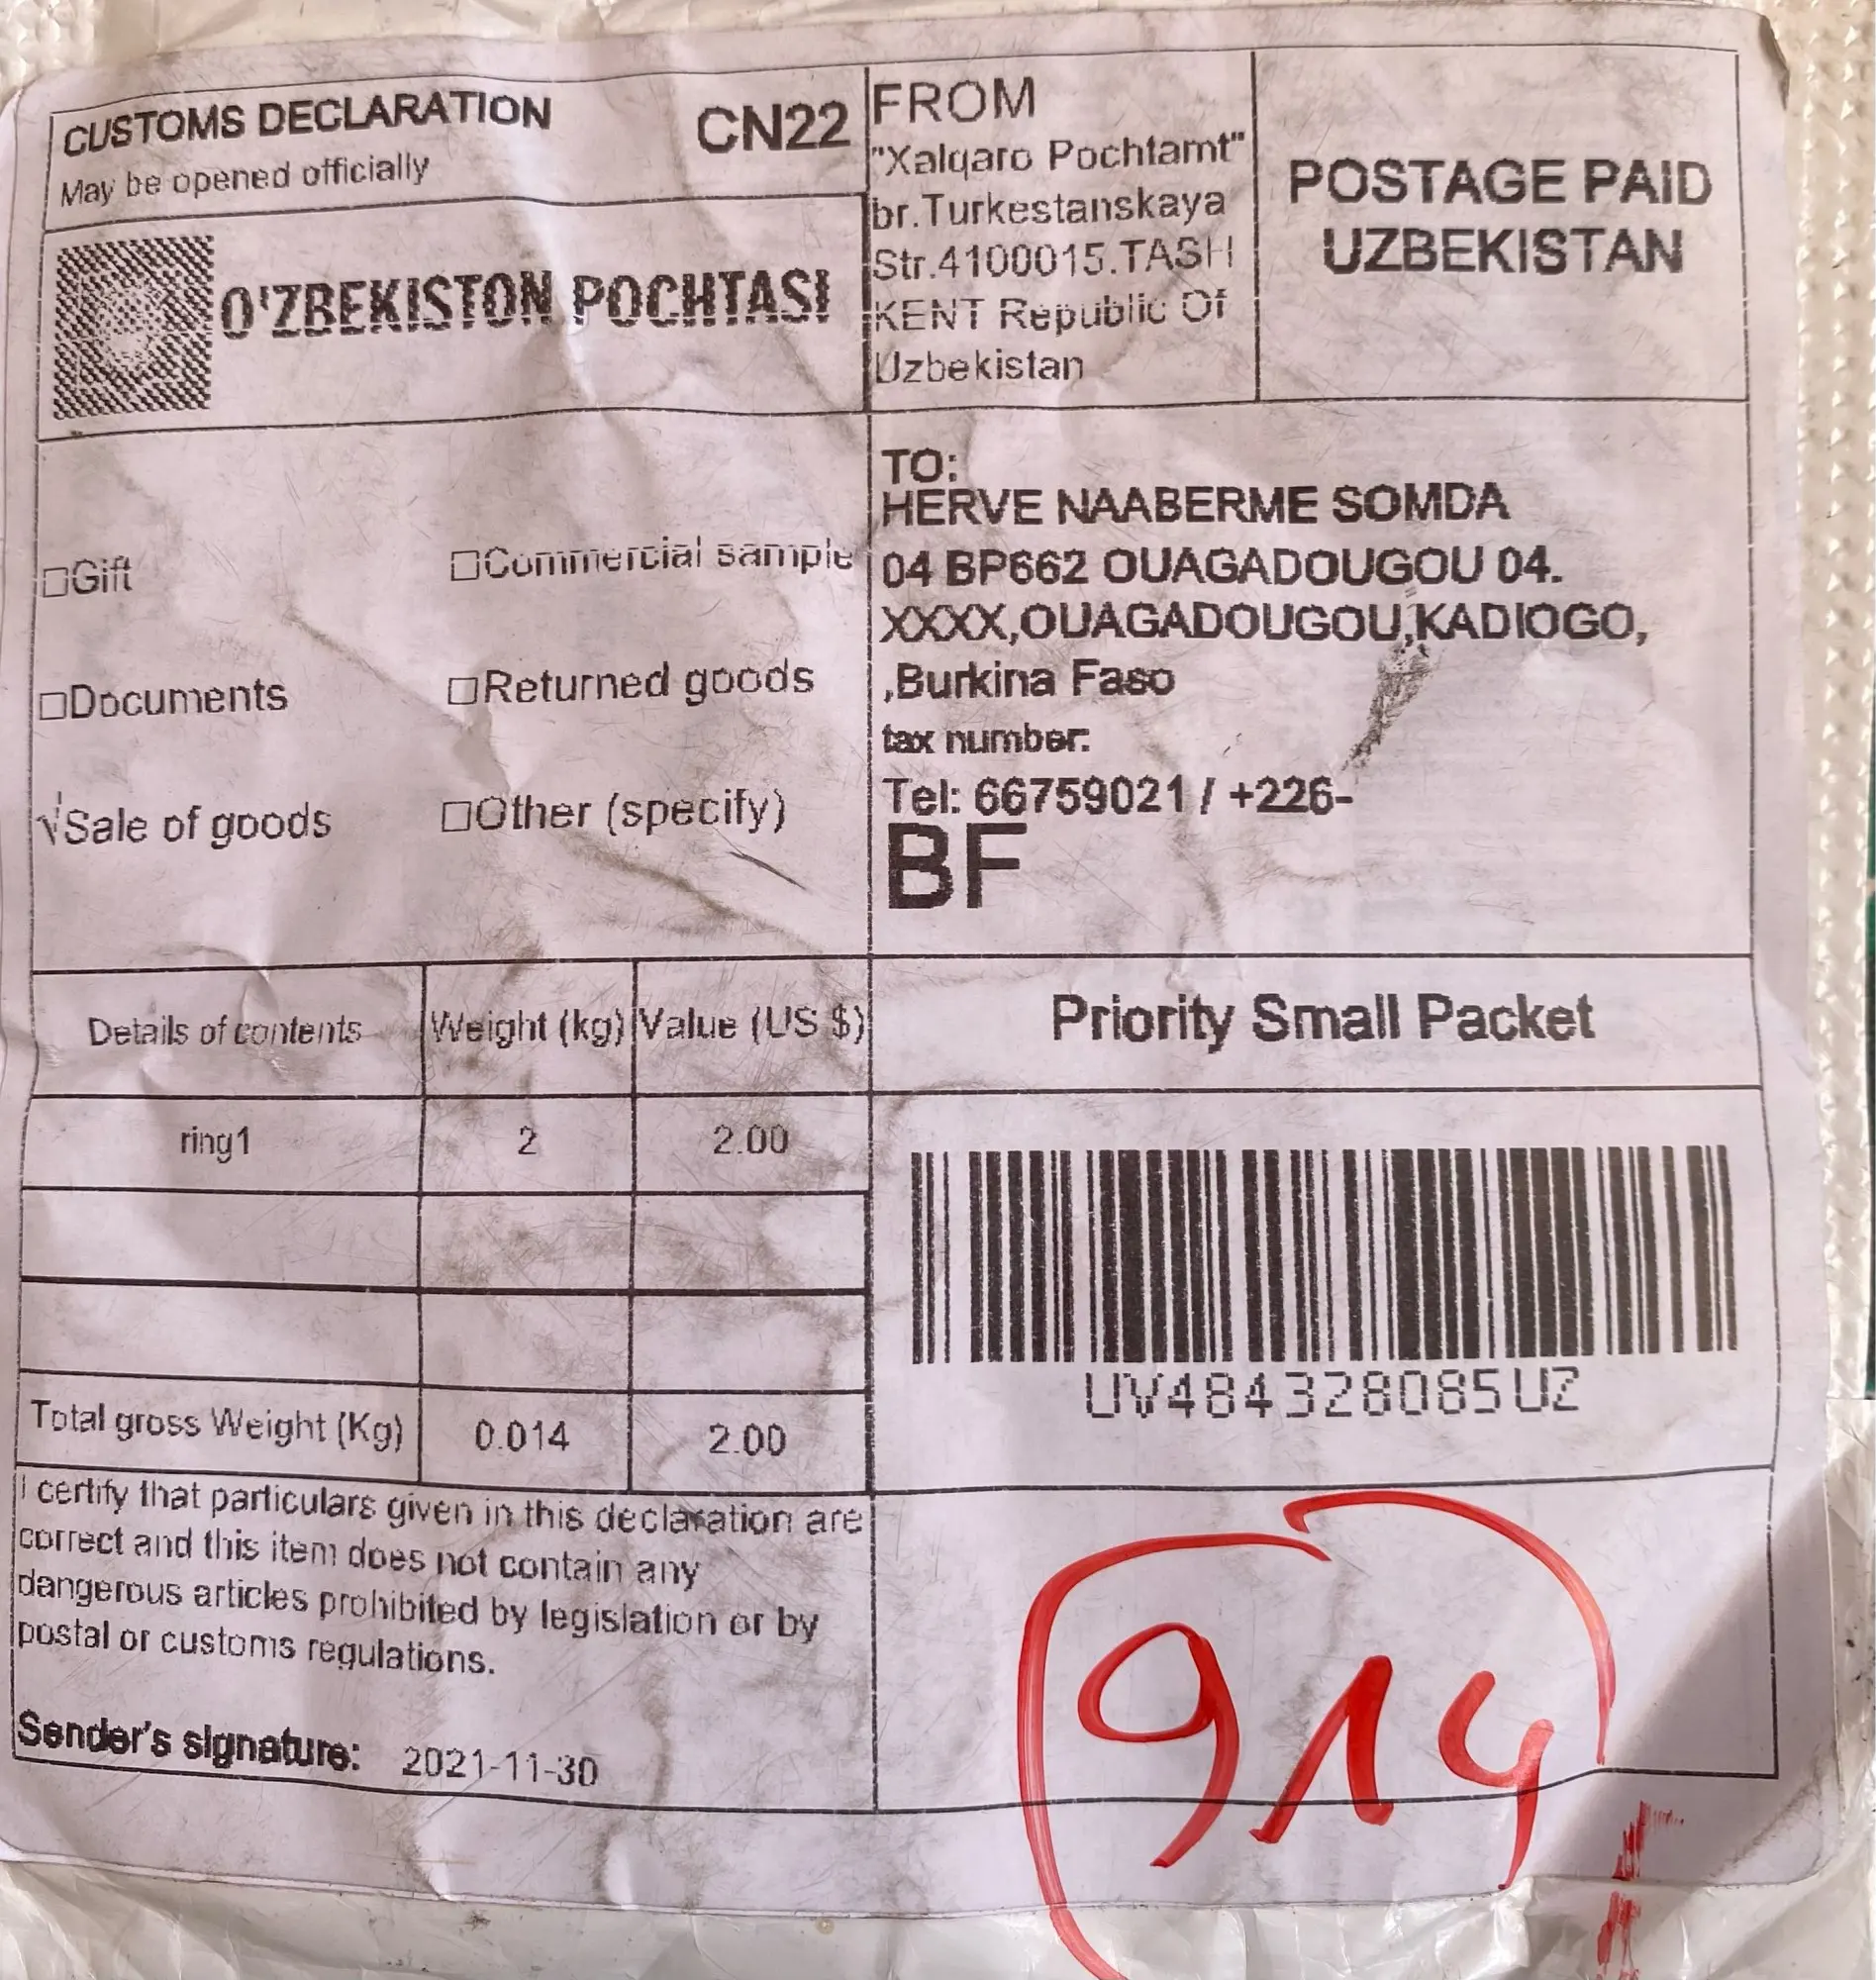 CUSTOMS DECLARATION CN22
May be opened officially
O'ZBEKISTON POCHTASI
FROM
"Xalqaro Pochtamt"
br.Turkestanskaya
Str.4100015.TASH
KENT Republic Of
Uzbekistan
POSTAGE PAID
UZBEKISTAN
□Gift □Commercial sample
□Documents □Returned goods
√Sale of goods □Other (specify)
TO:
HERVE NAABERME SOMDA
04 BP662 OUAGADOUGOU 04.
XXXX,OUAGADOUGOU,KADIOGO,
,Burkina Faso
tax number:
Tel: 66759021 / +226-
BF
Details of contents Weight (kg) Value (US $)
ring1 2 2.00
Total gross Weight (Kg) 0.014 2.00
Priority Small Packet
UV484328085UZ
I certify that particulars given in this declaration are
correct and this item does not contain any
dangerous articles prohibited by legislation or by
postal or customs regulations.
Sender's signature: 2021-11-30
914